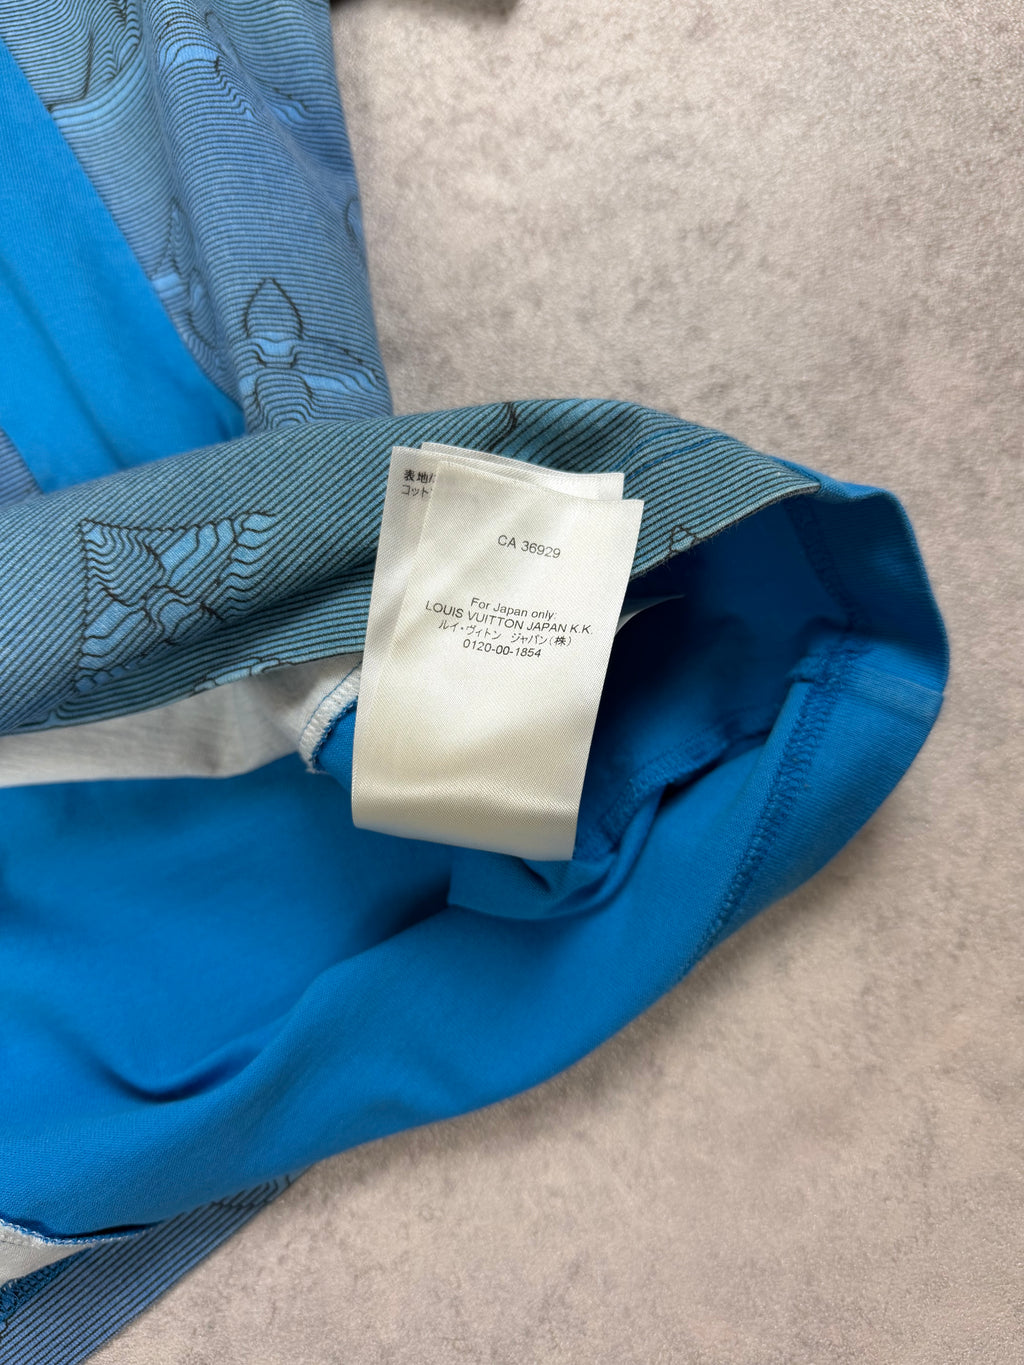 表地/
コット
CA 36929
For Japan only:
LOUIS VUITTON JAPAN K.K.
ルイ・ヴィトン ジャパン(株)
0120-00-1854